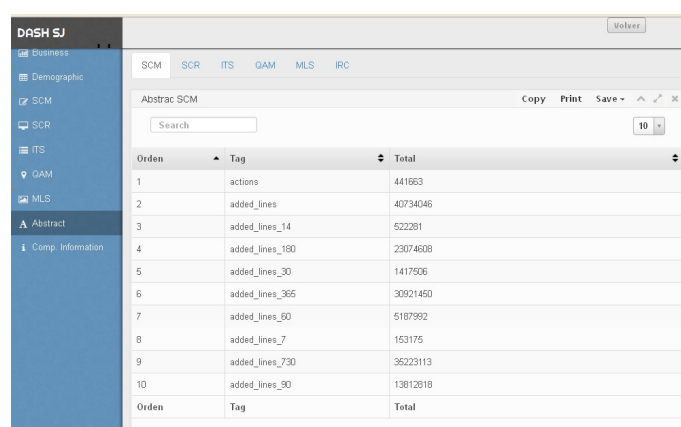 DASH SJ
Volver
Business
Demographic
SCM
SCR
ITS
QAM
MLS
Abstract
Comp. Information
SCM SCR ITS QAM MLS IRC
Abstrac SCM Copy Print Save
Search 10
Orden Tag Total
1 actions 441663
2 added_lines 40734046
3 added_lines_14 522281
4 added_lines_180 23074608
5 added_lines_30 1417506
6 added_lines_365 30921450
7 added_lines_60 5187992
8 added_lines_7 153175
9 added_lines_730 35223113
10 added_lines_90 13812818
Orden Tag Total